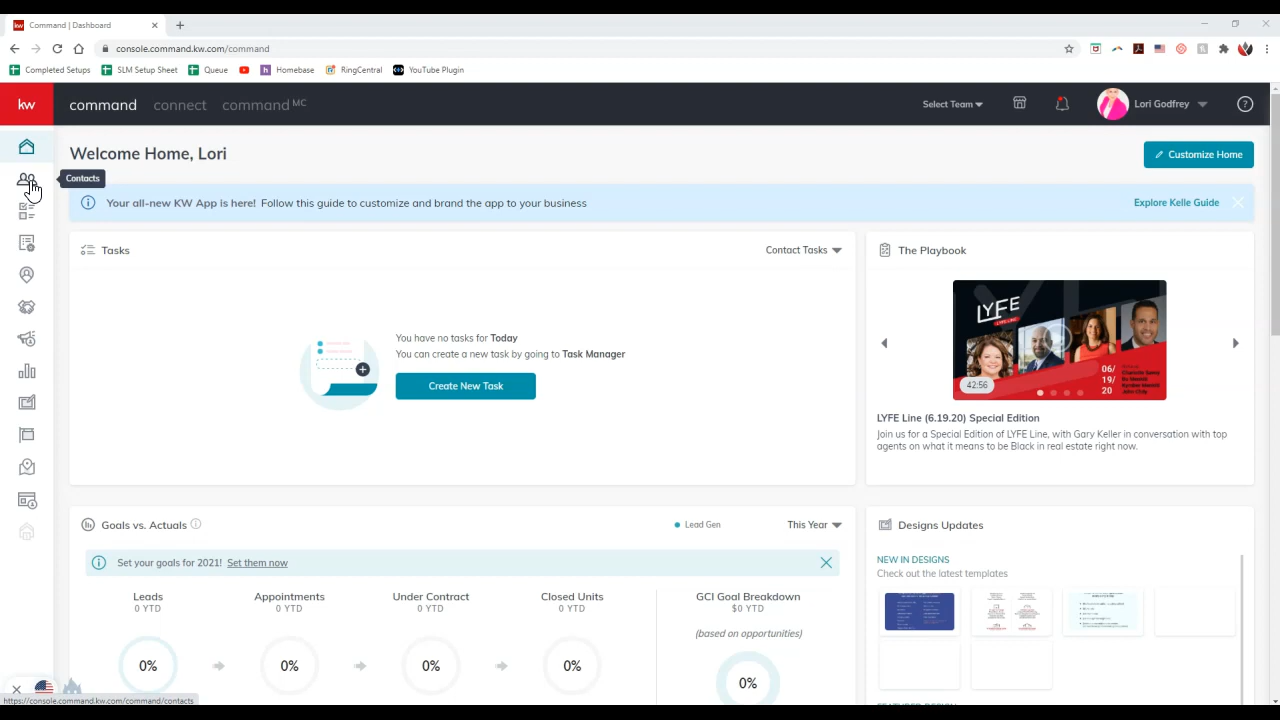 kw Command | Dashboard
console.command.kw.com/command
Completed Setups SLM Setup Sheet Queue Homebase RingCentral YouTube Plugin
kw command connect command MC Select Team Lori Godfrey ?
Welcome Home, Lori
Customize Home
Contacts
Your all-new KW App is here! Follow this guide to customize and brand the app to your business Explore Kelle Guide
Tasks Contact Tasks
You have no tasks for Today
You can create a new task by going to Task Manager
Create New Task
The Playbook
LYFE
LINE
42:56
06/
19/
20
LYFE Line (6.19.20) Special Edition
Join us for a Special Edition of LYFE Line, with Gary Keller in conversation with top
agents on what it means to be Black in real estate right now.
Goals vs. Actuals Lead Gen This Year
Set your goals for 2021! Set them now
Leads Appointments Under Contract Closed Units GCI Goal Breakdown
0 YTD 0 YTD 0 YTD 0 YTD $0 YTD
(based on opportunities)
0% 0% 0% 0% 0%
Designs Updates
NEW IN DESIGNS
Check out the latest templates
https://console.command.kw.com/command/contacts